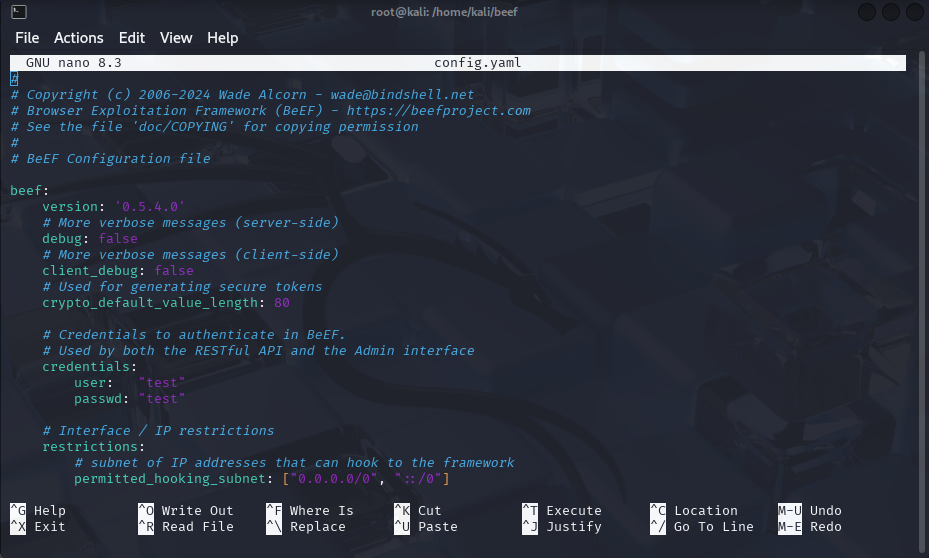 root@kali: /home/kali/beef
File Actions Edit View Help
GNU nano 8.3 config.yaml
#
# Copyright (c) 2006-2024 Wade Alcorn - wade@bindshell.net
# Browser Exploitation Framework (BeEF) - https://beefproject.com
# See the file 'doc/COPYING' for copying permission
#
# BeEF Configuration file
beef:
    version: '0.5.4.0'
    # More verbose messages (server-side)
    debug: false
    # More verbose messages (client-side)
    client_debug: false
    # Used for generating secure tokens
    crypto_default_value_length: 80
    # Credentials to authenticate in BeEF.
    # Used by both the RESTful API and the Admin interface
    credentials:
        user:   "test"
        passwd: "test"
    # Interface / IP restrictions
    restrictions:
        # subnet of IP addresses that can hook to the framework
        permitted_hooking_subnet: ["0.0.0.0/0", "::/0"]
^G Help ^O Write Out ^F Where Is ^K Cut ^T Execute ^C Location M-U Undo
^X Exit ^R Read File ^\ Replace ^U Paste ^J Justify ^/ Go To Line M-E Redo